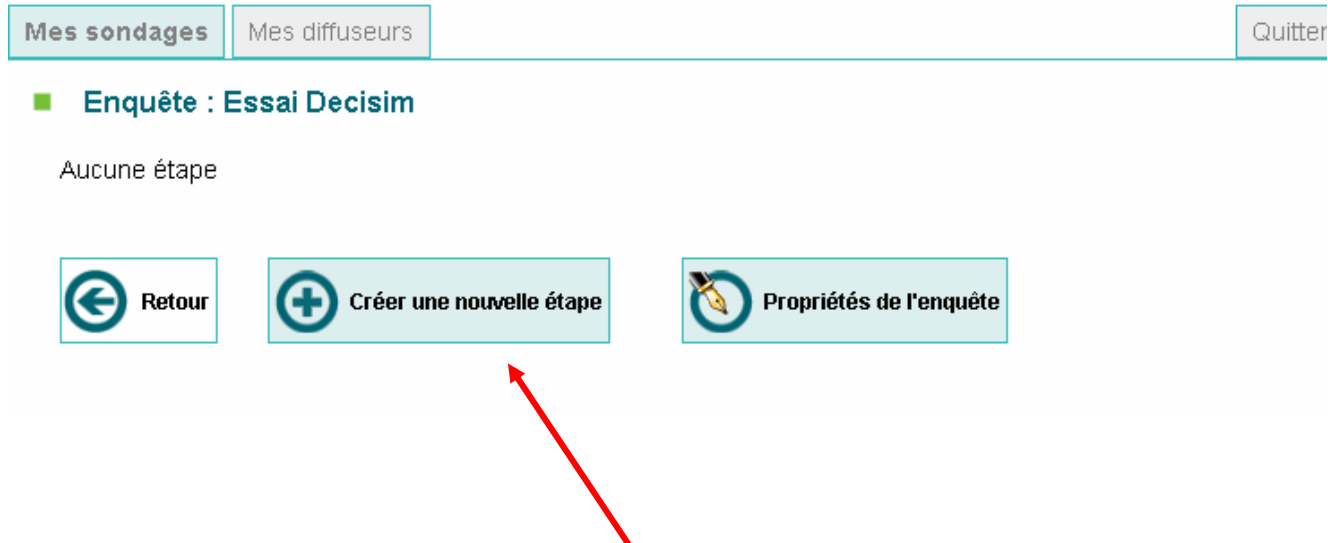 Mes sondages Mes diffuseurs Quitter
Enquête : Essai Decisim
Aucune étape
Retour Créer une nouvelle étape Propriétés de l'enquête